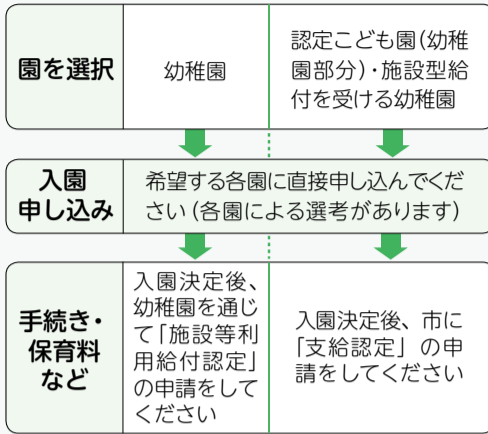 園を選択
幼稚園
認定こども園(幼稚
園部分)・施設型給
付を受ける幼稚園
入園
申し込み
希望する各園に直接申し込んでくだ
さい(各園による選考があります)
手続き・
保育料
など
入園決定後、
幼稚園を通じ
て「施設等利
用給付認定」
の申請をして
ください
入園決定後、市に
「支給認定」の申
請をしてください